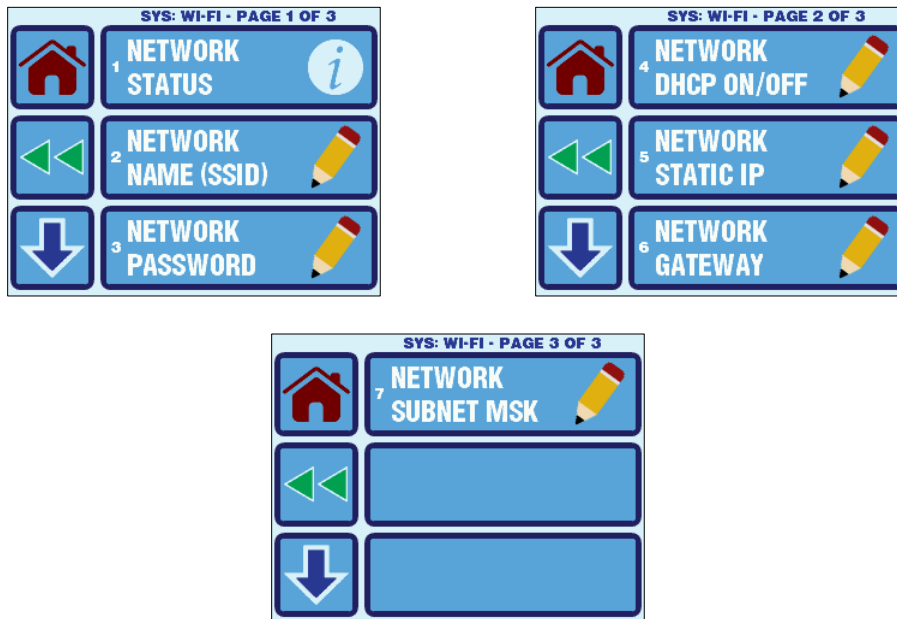 SYS: WI-FI - PAGE 1 OF 3
1 NETWORK
STATUS
i
2 NETWORK
NAME (SSID)
3 NETWORK
PASSWORD
SYS: WI-FI - PAGE 2 OF 3
4 NETWORK
DHCP ON/OFF
5 NETWORK
STATIC IP
6 NETWORK
GATEWAY
SYS: WI-FI - PAGE 3 OF 3
7 NETWORK
SUBNET MSK